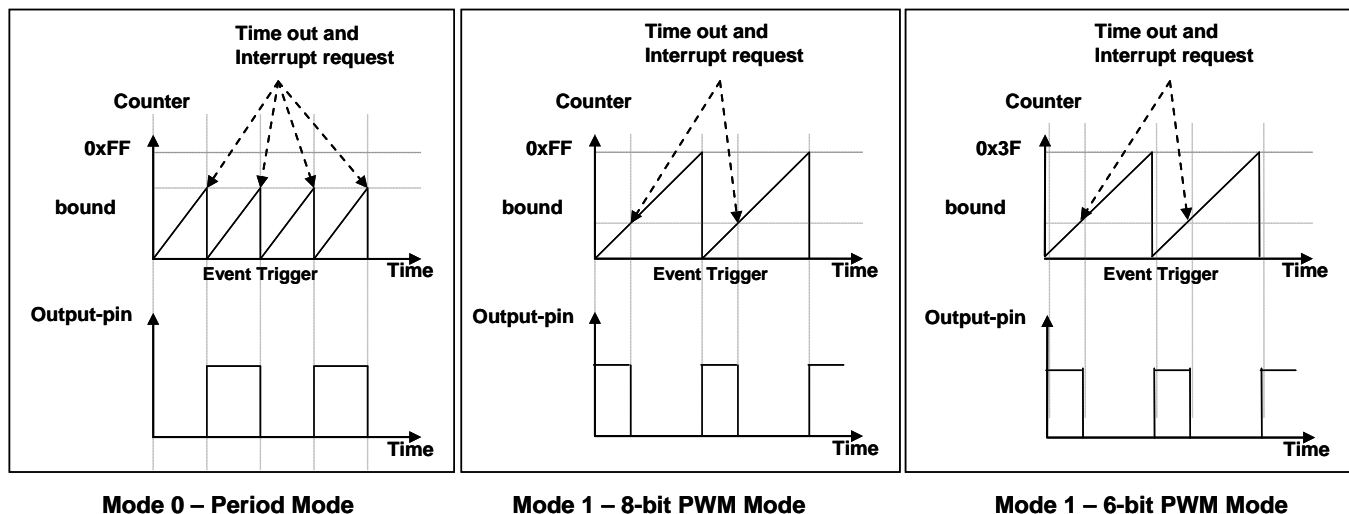 Time out and
Interrupt request
Counter
0xFF
bound
Event Trigger
Time
Output-pin
Time
Mode 0 – Period Mode
Time out and
Interrupt request
Counter
0xFF
bound
Event Trigger
Time
Output-pin
Time
Mode 1 – 8-bit PWM Mode
Time out and
Interrupt request
Counter
0x3F
bound
Event Trigger
Time
Output-pin
Time
Mode 1 – 6-bit PWM Mode